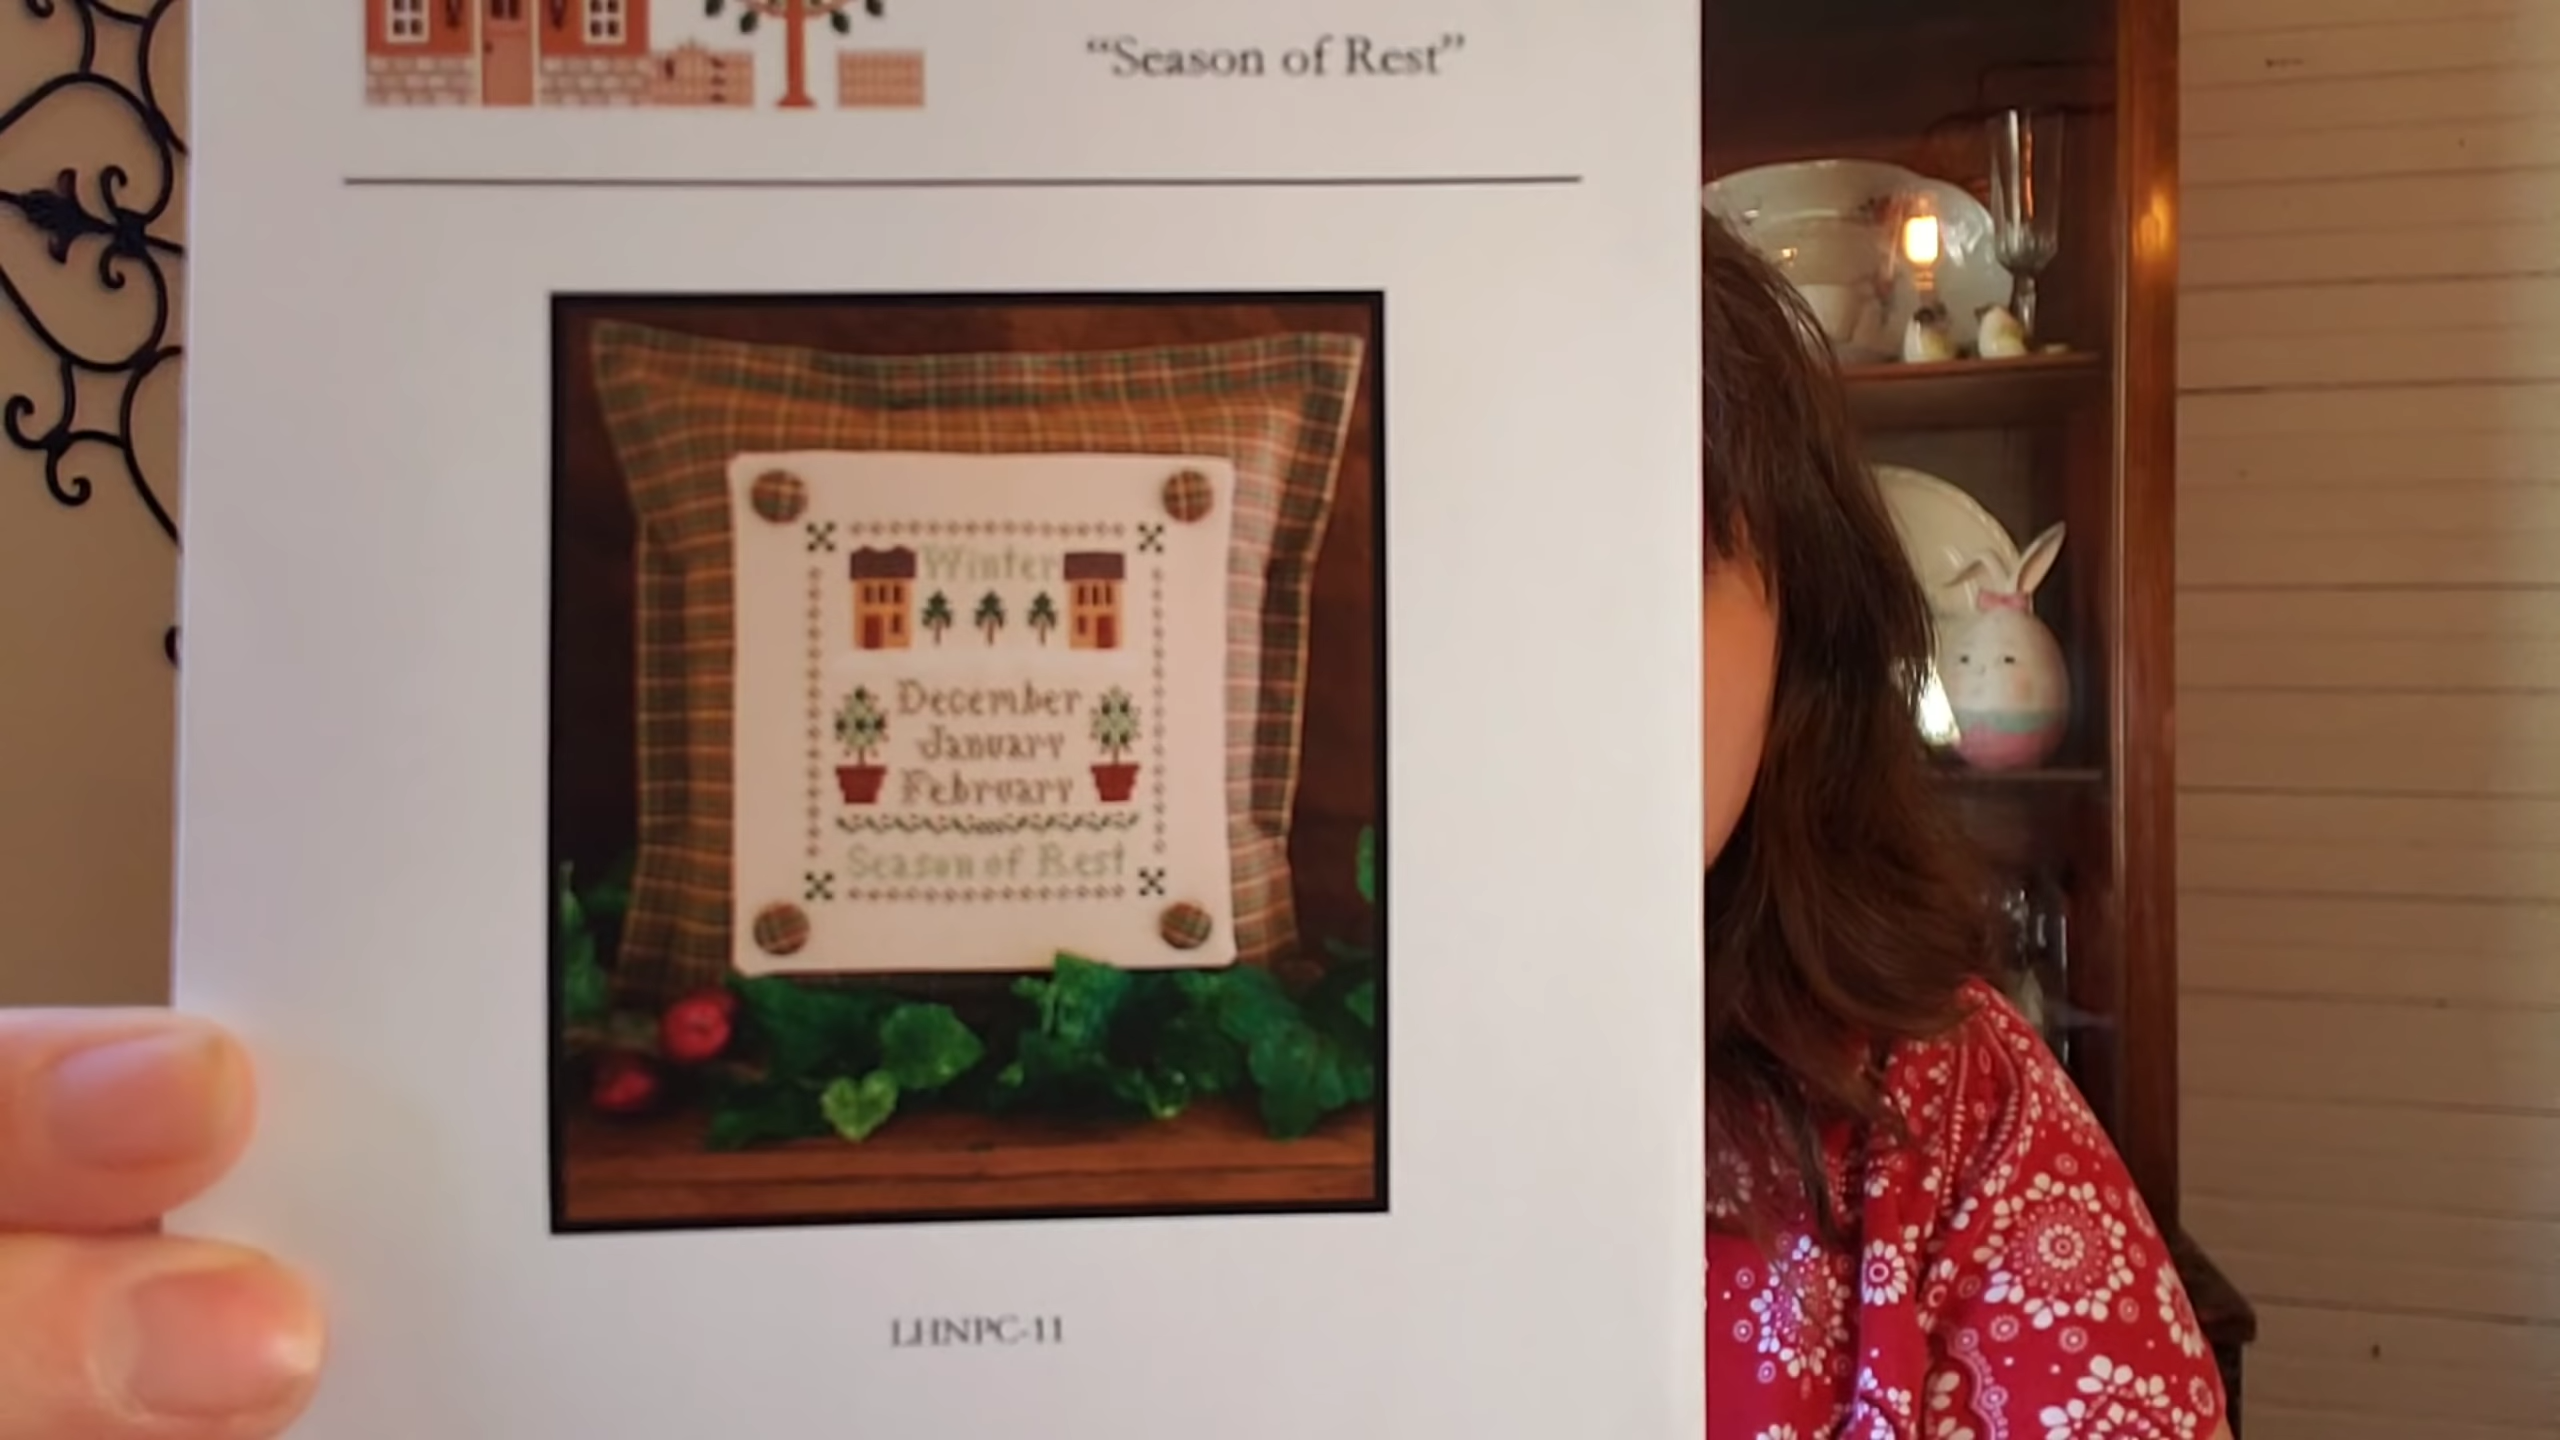 “Season of Rest”
Winter
December
January
February
Season of Rest
LHNPC-11